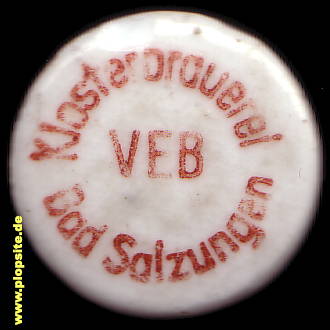 Klosterbrauerei
VEB
Bad Salzungen
www.plopsite.de